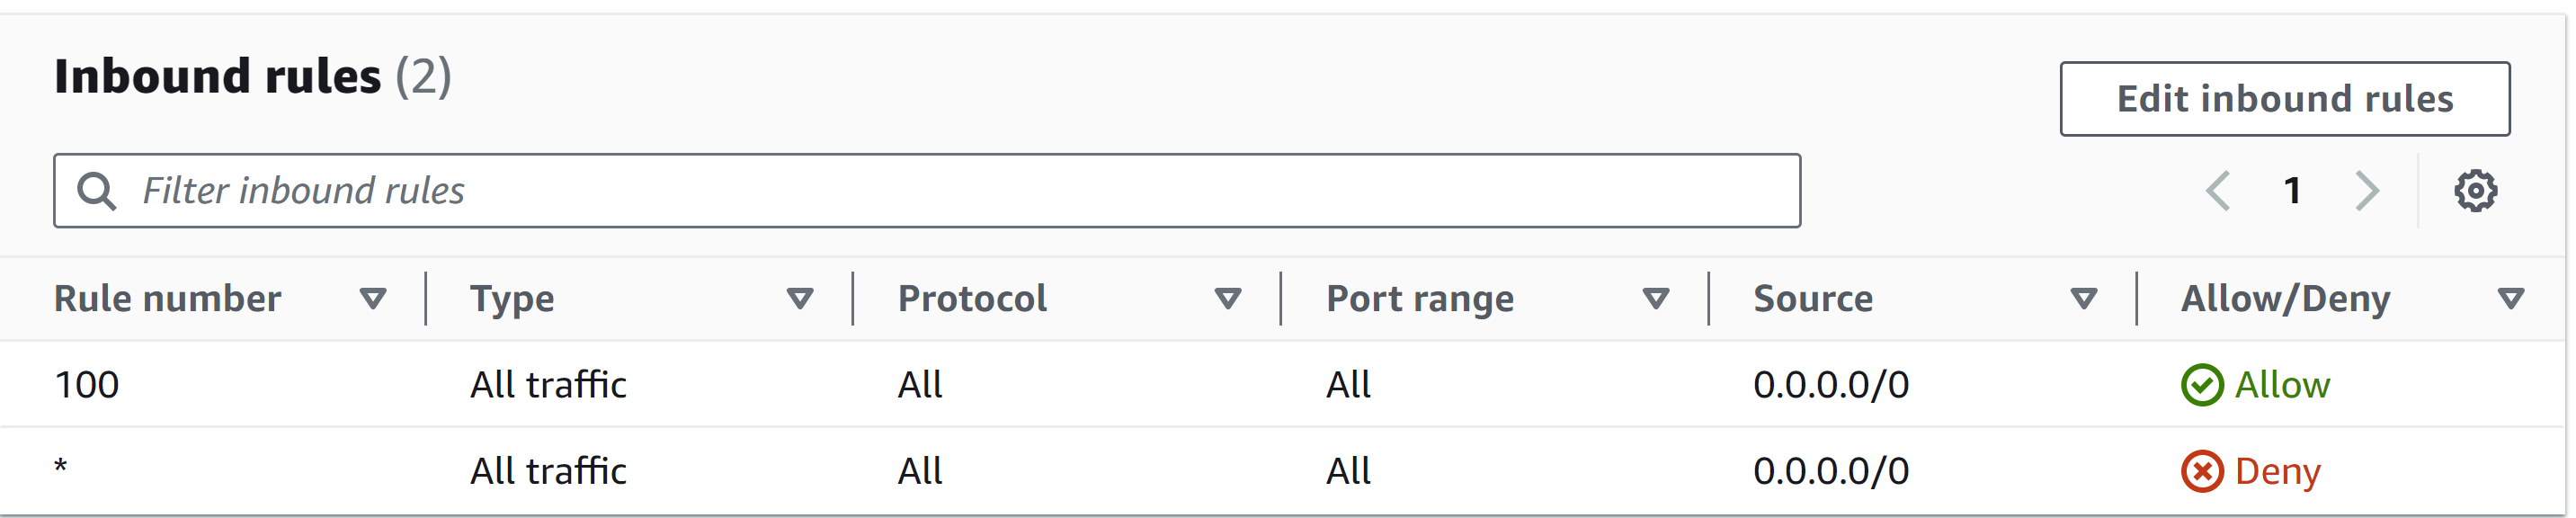 Inbound rules (2)
Edit inbound rules
Filter inbound rules
1
Rule number Type Protocol Port range Source Allow/Deny
100 All traffic All All 0.0.0.0/0 Allow
* All traffic All All 0.0.0.0/0 Deny